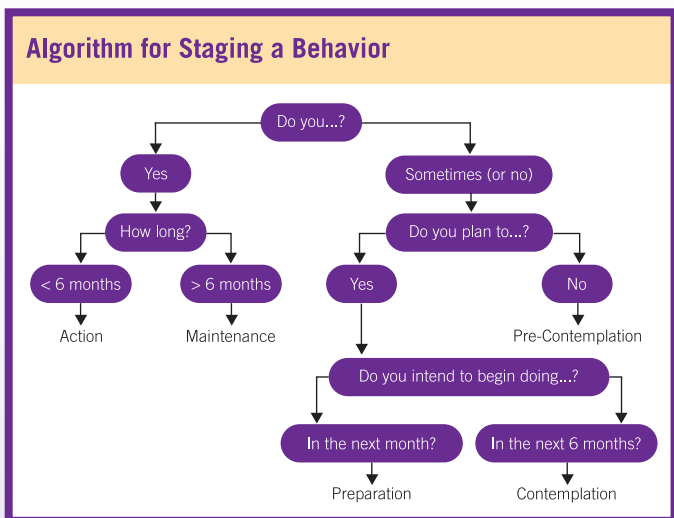 Algorithm for Staging a Behavior
Do you...?
Yes
Sometimes (or no)
How long?
Do you plan to...?
< 6 months
> 6 months
Yes
No
Action
Maintenance
Pre-Contemplation
Do you intend to begin doing...?
In the next month?
In the next 6 months?
Preparation
Contemplation